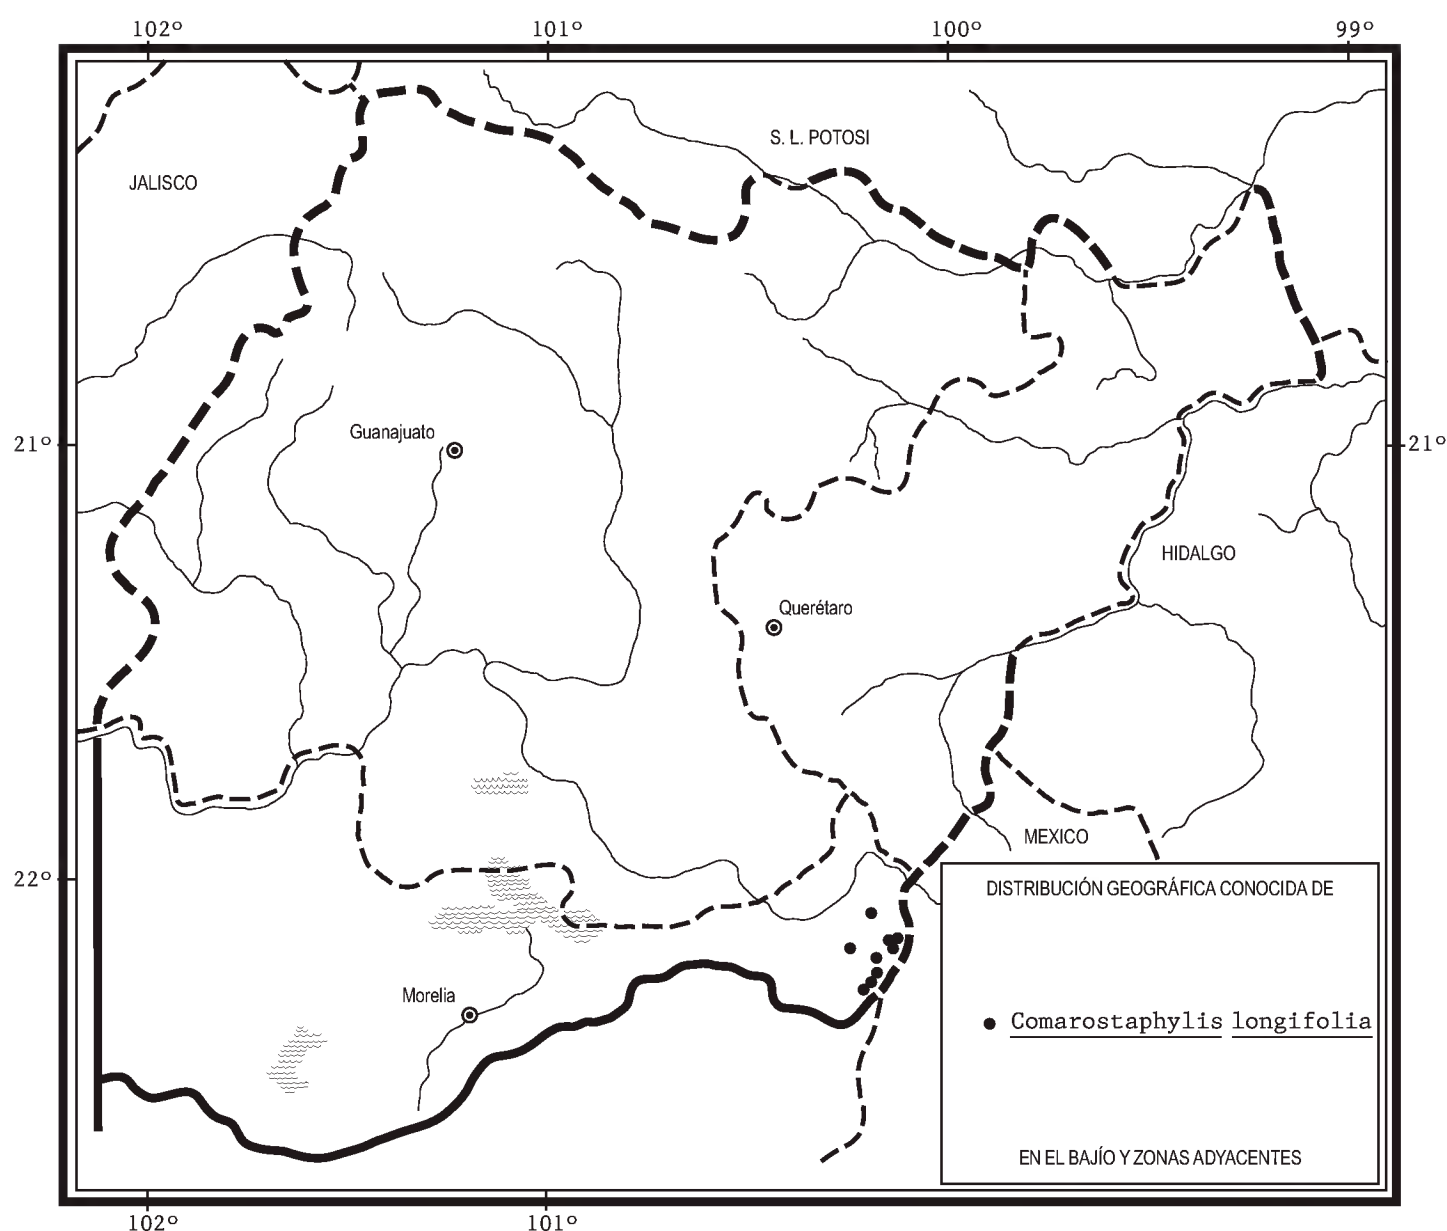 102º 101º 100º 99º
S. L. POTOSI
JALISCO
Guanajuato
21º 21º
HIDALGO
Querétaro
MEXICO
22º
DISTRIBUCIÓN GEOGRÁFICA CONOCIDA DE
Morelia
Comarostaphylis longifolia
EN EL BAJÍO Y ZONAS ADYACENTES
102º 101º